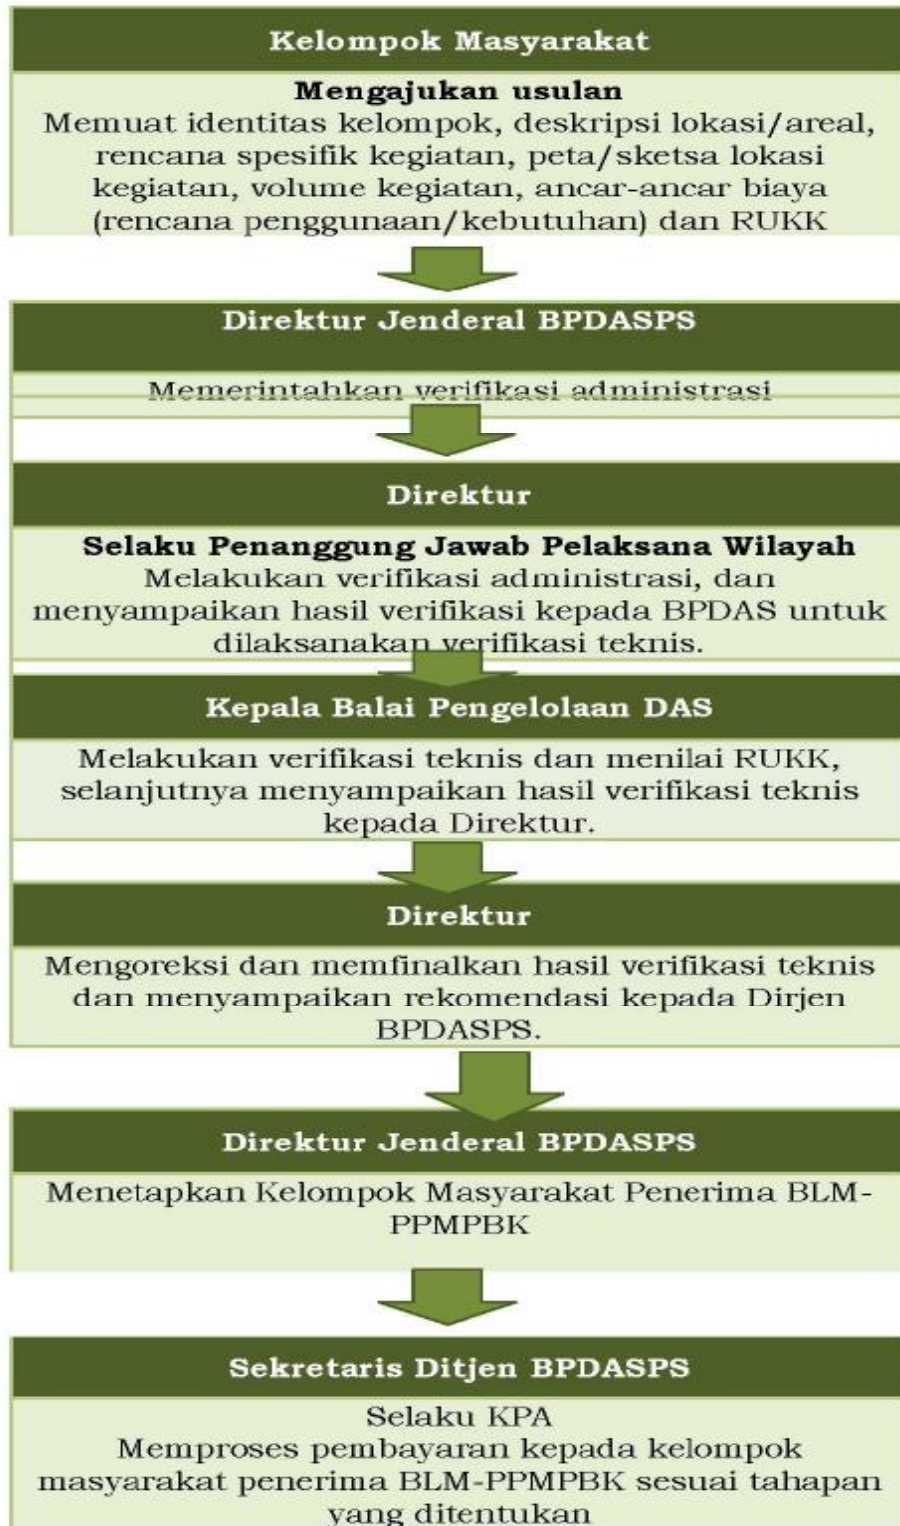 Kelompok Masyarakat
Mengajukan usulan
Memuat identitas kelompok, deskripsi lokasi/areal,
rencana spesifik kegiatan, peta/sketsa lokasi
kegiatan, volume kegiatan, ancar-ancar biaya
(rencana penggunaan/kebutuhan) dan RUKK
Direktur Jenderal BPDASPS
Memerintahkan verifikasi administrasi
Direktur
Selaku Penanggung Jawab Pelaksana Wilayah
Melakukan verifikasi administrasi, dan
menyampaikan hasil verifikasi kepada BPDAS untuk
dilaksanakan verifikasi teknis.
Kepala Balai Pengelolaan DAS
Melakukan verifikasi teknis dan menilai RUKK,
selanjutnya menyampaikan hasil verifikasi teknis
kepada Direktur.
Direktur
Mengoreksi dan memfinalkan hasil verifikasi teknis
dan menyampaikan rekomendasi kepada Dirjen
BPDASPS.
Direktur Jenderal BPDASPS
Menetapkan Kelompok Masyarakat Penerima BLM-
PPMPBK
Sekretaris Ditjen BPDASPS
Selaku KPA
Memproses pembayaran kepada kelompok
masyarakat penerima BLM-PPMPBK sesuai tahapan
yang ditentukan